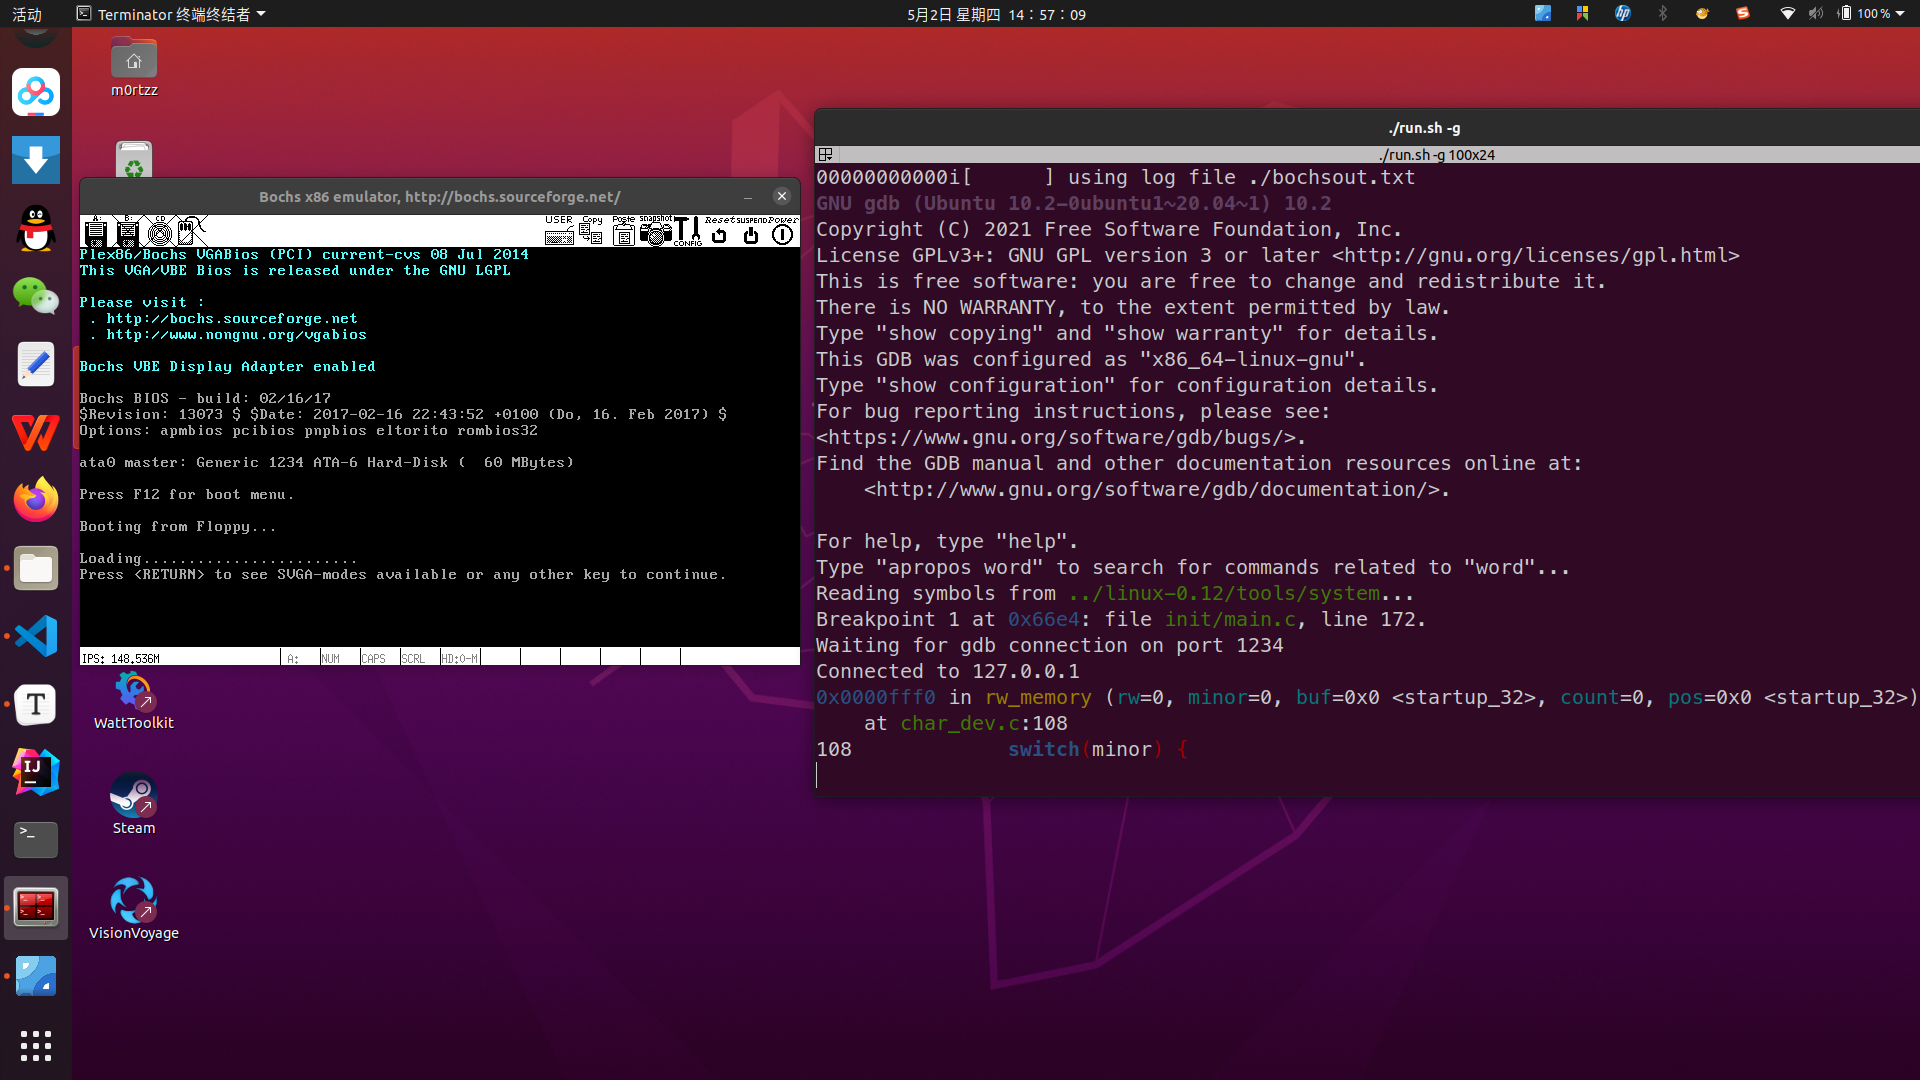 活动
Terminator 终端终结者
5月2日 星期四 14：57：09
100 %
m0rtzz
Bochs x86 emulator, http://bochs.sourceforge.net/
A:
B:
CD
USER
Copy
Paste
snapshot
CONFIG
Reset
SUSPEND
Power
Plex86/Bochs VGABios (PCI) current-cvs 08 Jul 2014
This VGA/VBE Bios is released under the GNU LGPL
Please visit :
. http://bochs.sourceforge.net
. http://www.nongnu.org/vgabios
Bochs VBE Display Adapter enabled
Bochs BIOS - build: 02/16/17
$Revision: 13073 $ $Date: 2017-02-16 22:43:52 +0100 (Do, 16. Feb 2017) $
Options: apmbios pcibios pnpbios eltorito rombios32
ata0 master: Generic 1234 ATA-6 Hard-Disk (  60 MBytes)
Press F12 for boot menu.
Booting from Floppy...
Loading........................
Press <RETURN> to see SVGA-modes available or any other key to continue.
IPS: 148.536M
A:
NUM
CAPS
SCRL
HD:0-M
WattToolkit
Steam
VisionVoyage
./run.sh -g
./run.sh -g 100x24
00000000000i[      ] using log file ./bochsout.txt
GNU gdb (Ubuntu 10.2-0ubuntu1~20.04~1) 10.2
Copyright (C) 2021 Free Software Foundation, Inc.
License GPLv3+: GNU GPL version 3 or later <http://gnu.org/licenses/gpl.html>
This is free software: you are free to change and redistribute it.
There is NO WARRANTY, to the extent permitted by law.
Type "show copying" and "show warranty" for details.
This GDB was configured as "x86_64-linux-gnu".
Type "show configuration" for configuration details.
For bug reporting instructions, please see:
<https://www.gnu.org/software/gdb/bugs/>.
Find the GDB manual and other documentation resources online at:
    <http://www.gnu.org/software/gdb/documentation/>.
For help, type "help".
Type "apropos word" to search for commands related to "word"...
Reading symbols from ../linux-0.12/tools/system...
Breakpoint 1 at 0x66e4: file init/main.c, line 172.
Waiting for gdb connection on port 1234
Connected to 127.0.0.1
0x0000fff0 in rw_memory (rw=0, minor=0, buf=0x0 <startup_32>, count=0, pos=0x0 <startup_32>)
    at char_dev.c:108
108             switch(minor) {